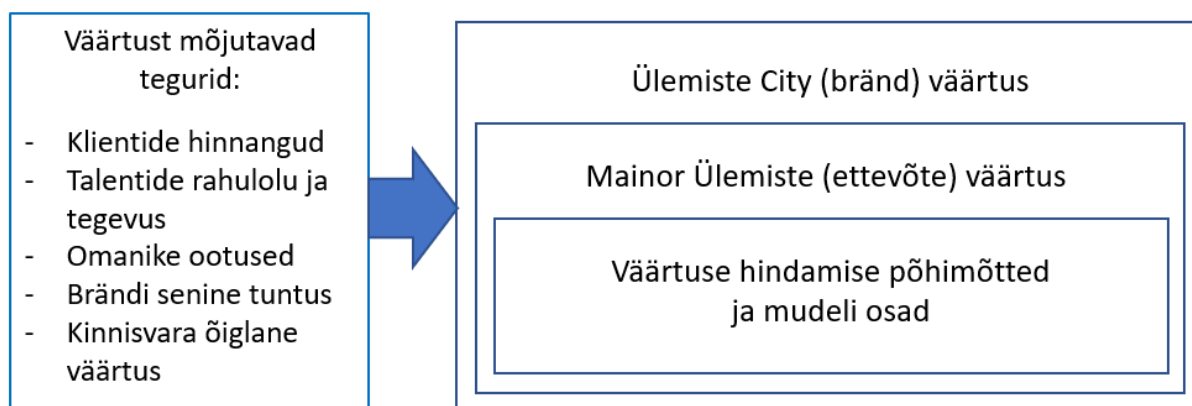 Väärtust mõjutavad
tegurid:
- Klientide hinnangud
- Talentide rahulolu ja
tegevus
- Omanike ootused
- Brändi senine tuntus
- Kinnisvara õiglane
väärtus
Ülemiste City (bränd) väärtus
Mainor Ülemiste (ettevõte) väärtus
Väärtuse hindamise põhimõtted
ja mudeli osad